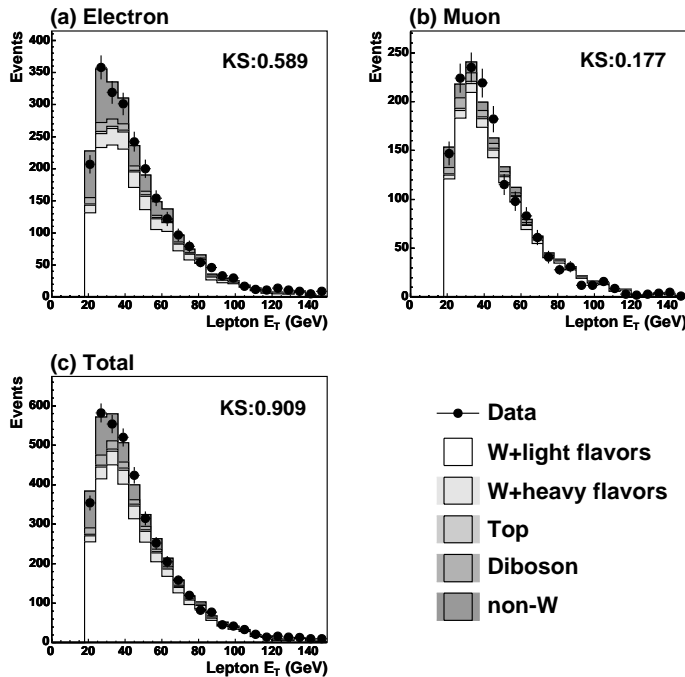 (a) Electron
Events
400
350
300
250
200
150
100
50
0
KS:0.589
0 20 40 60 80 100 120 140
Lepton E_T (GeV)
(b) Muon
Events
250
200
150
100
50
0
KS:0.177
0 20 40 60 80 100 120 140
Lepton E_T (GeV)
(c) Total
Events
600
500
400
300
200
100
0
KS:0.909
0 20 40 60 80 100 120 140
Lepton E_T (GeV)
Data
W+light flavors
W+heavy flavors
Top
Diboson
non-W